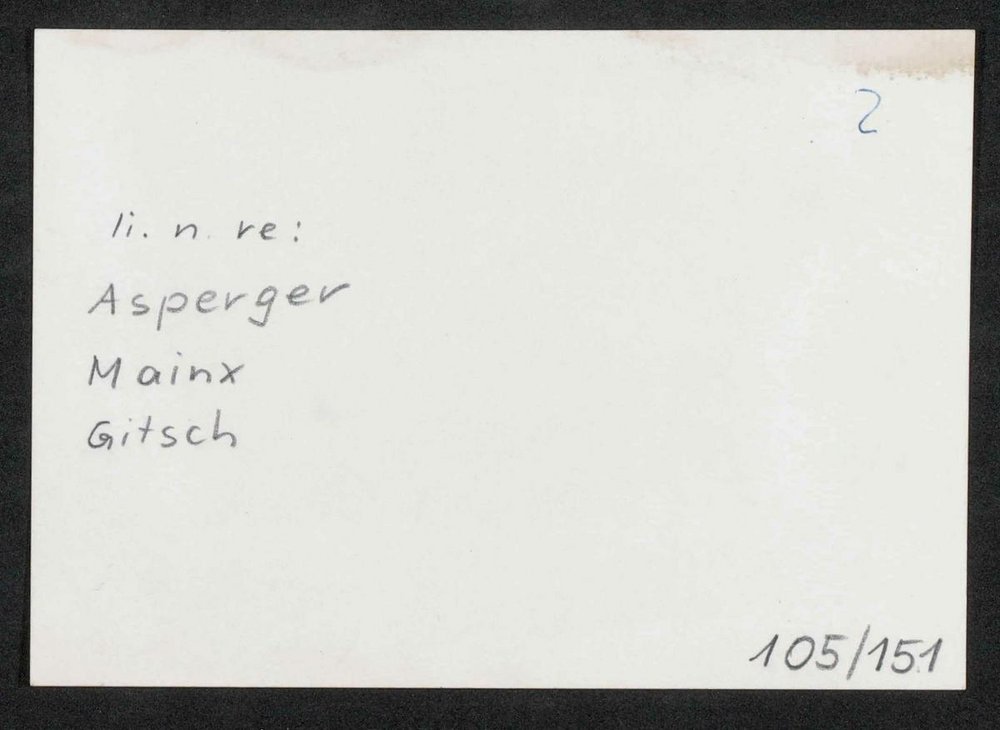 2
li. n. re:
Asperger
Mainx
Gitsch
105/151